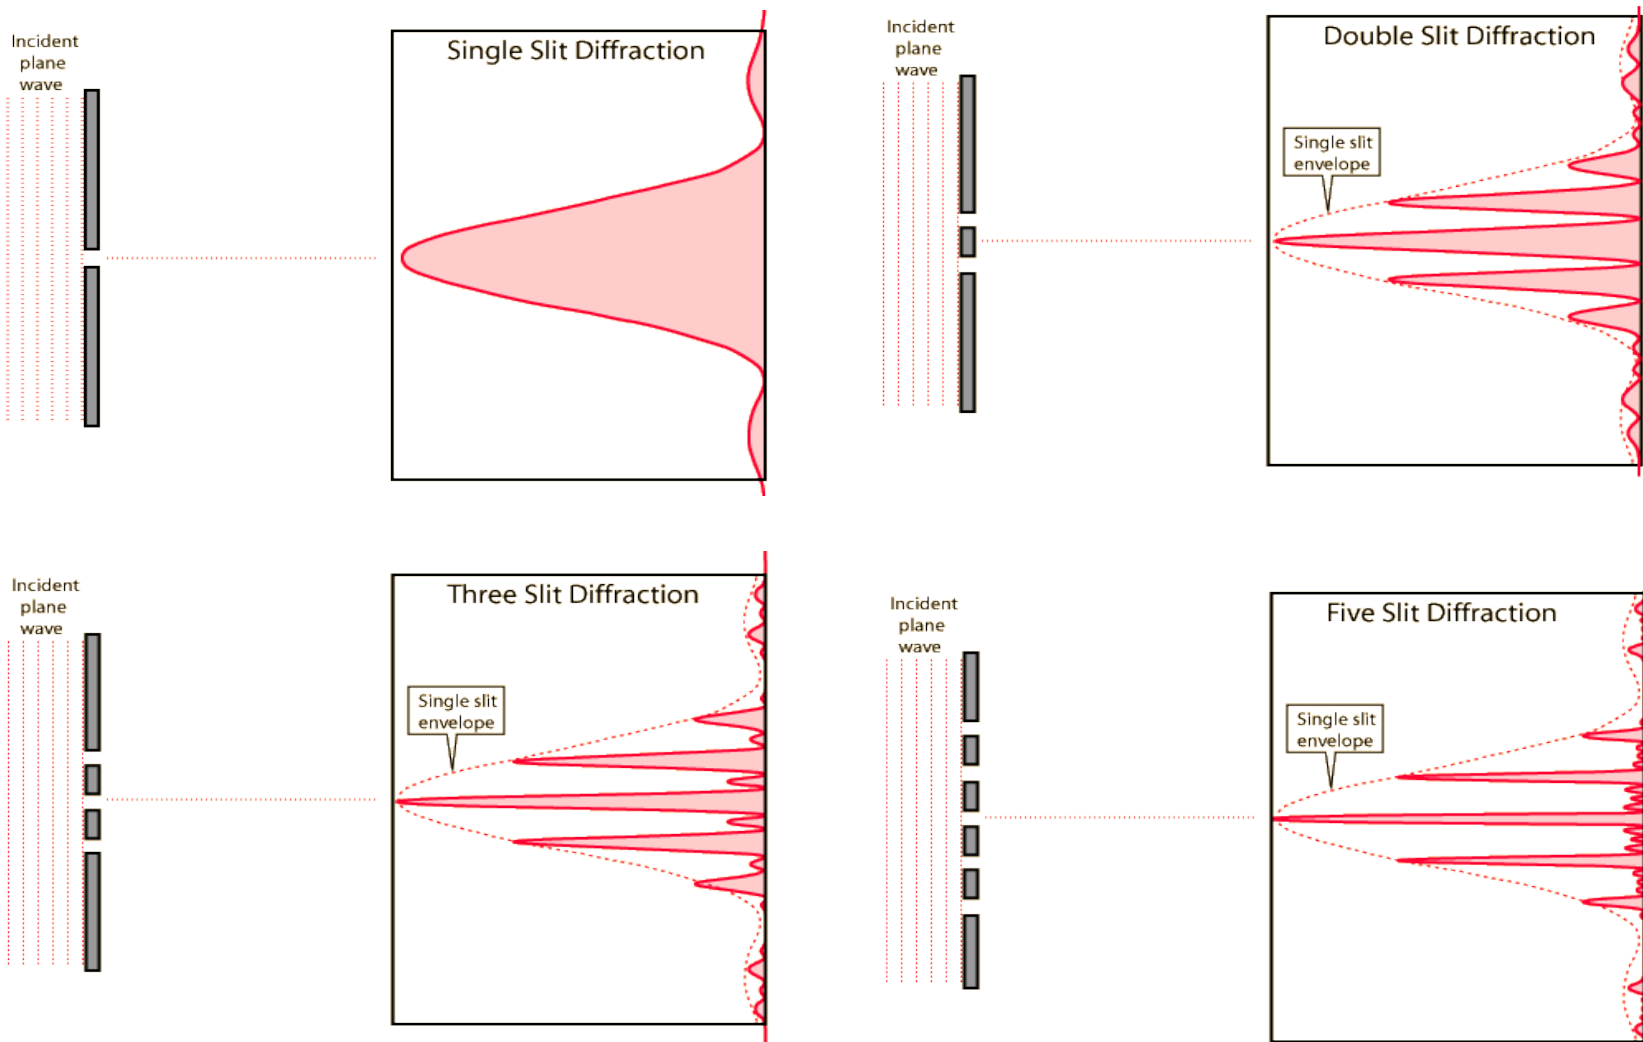 Incident
plane
wave
Single Slit Diffraction
Incident
plane
wave
Double Slit Diffraction
Single slit
envelope
Incident
plane
wave
Three Slit Diffraction
Single slit
envelope
Incident
plane
wave
Five Slit Diffraction
Single slit
envelope